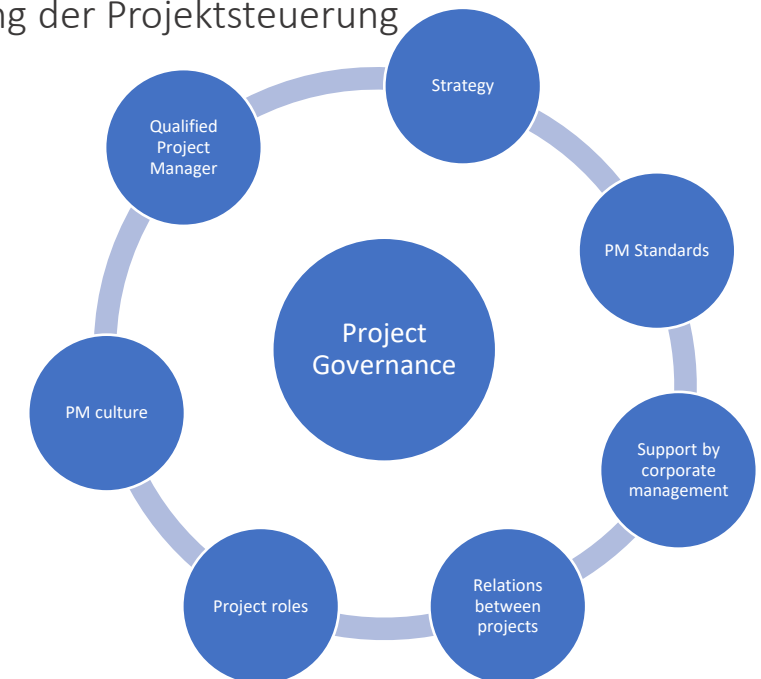 der Projektsteuerung
Strategy
Qualified
Project
Manager
PM Standards
Project
Governance
PM culture
Support by
corporate
management
Relations
between
projects
Project roles